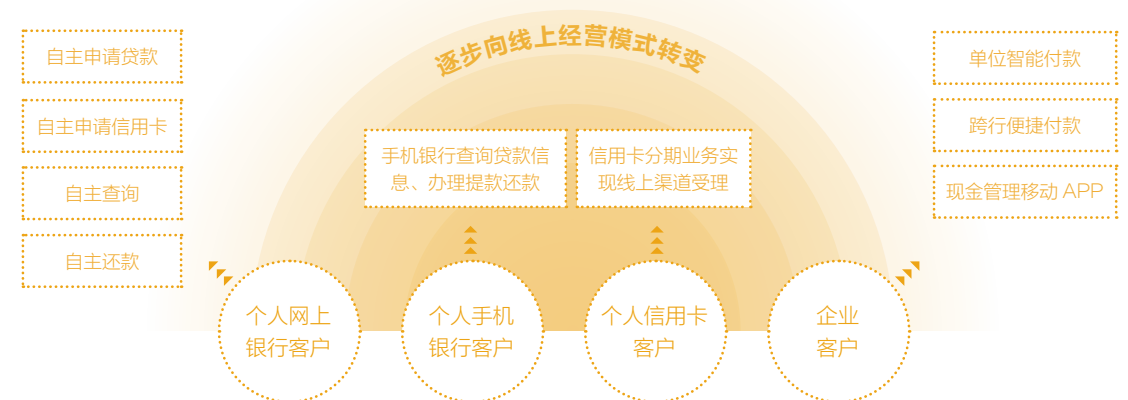 逐步向线上经营模式转变
自主申请贷款
自主申请信用卡
自主查询
自主还款
手机银行查询贷款信
息、办理提款还款
信用卡分期业务实
现线上渠道受理
单位智能付款
跨行便捷付款
现金管理移动 APP
个人网上
银行客户
个人手机
银行客户
个人信用卡
客户
企业
客户